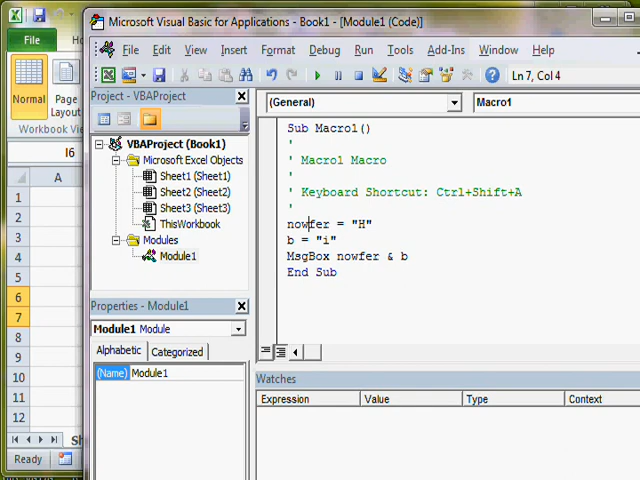 Microsoft Visual Basic for Applications - Book1 - [Module1 (Code)]
File
File Edit View Insert Format Debug Run Tools Add-Ins Window Help
Ln 7, Col 4
Normal
Page
Layout
Workbook
I6
A
1
2
3
4
5
6
7
8
9
10
11
12
Ready
Project - VBAProject
VBAProject (Book1)
Microsoft Excel Objects
Sheet1 (Sheet1)
Sheet2 (Sheet2)
Sheet3 (Sheet3)
ThisWorkbook
Modules
Module1
Properties - Module1
Module1 Module
Alphabetic Categorized
(Name) Module1
(General) Macro1
Sub Macro1()
'
' Macro1 Macro
'
' Keyboard Shortcut: Ctrl+Shift+A
'
nowfer = "H"
b = "i"
MsgBox nowfer & b
End Sub
Watches
Expression Value Type Context